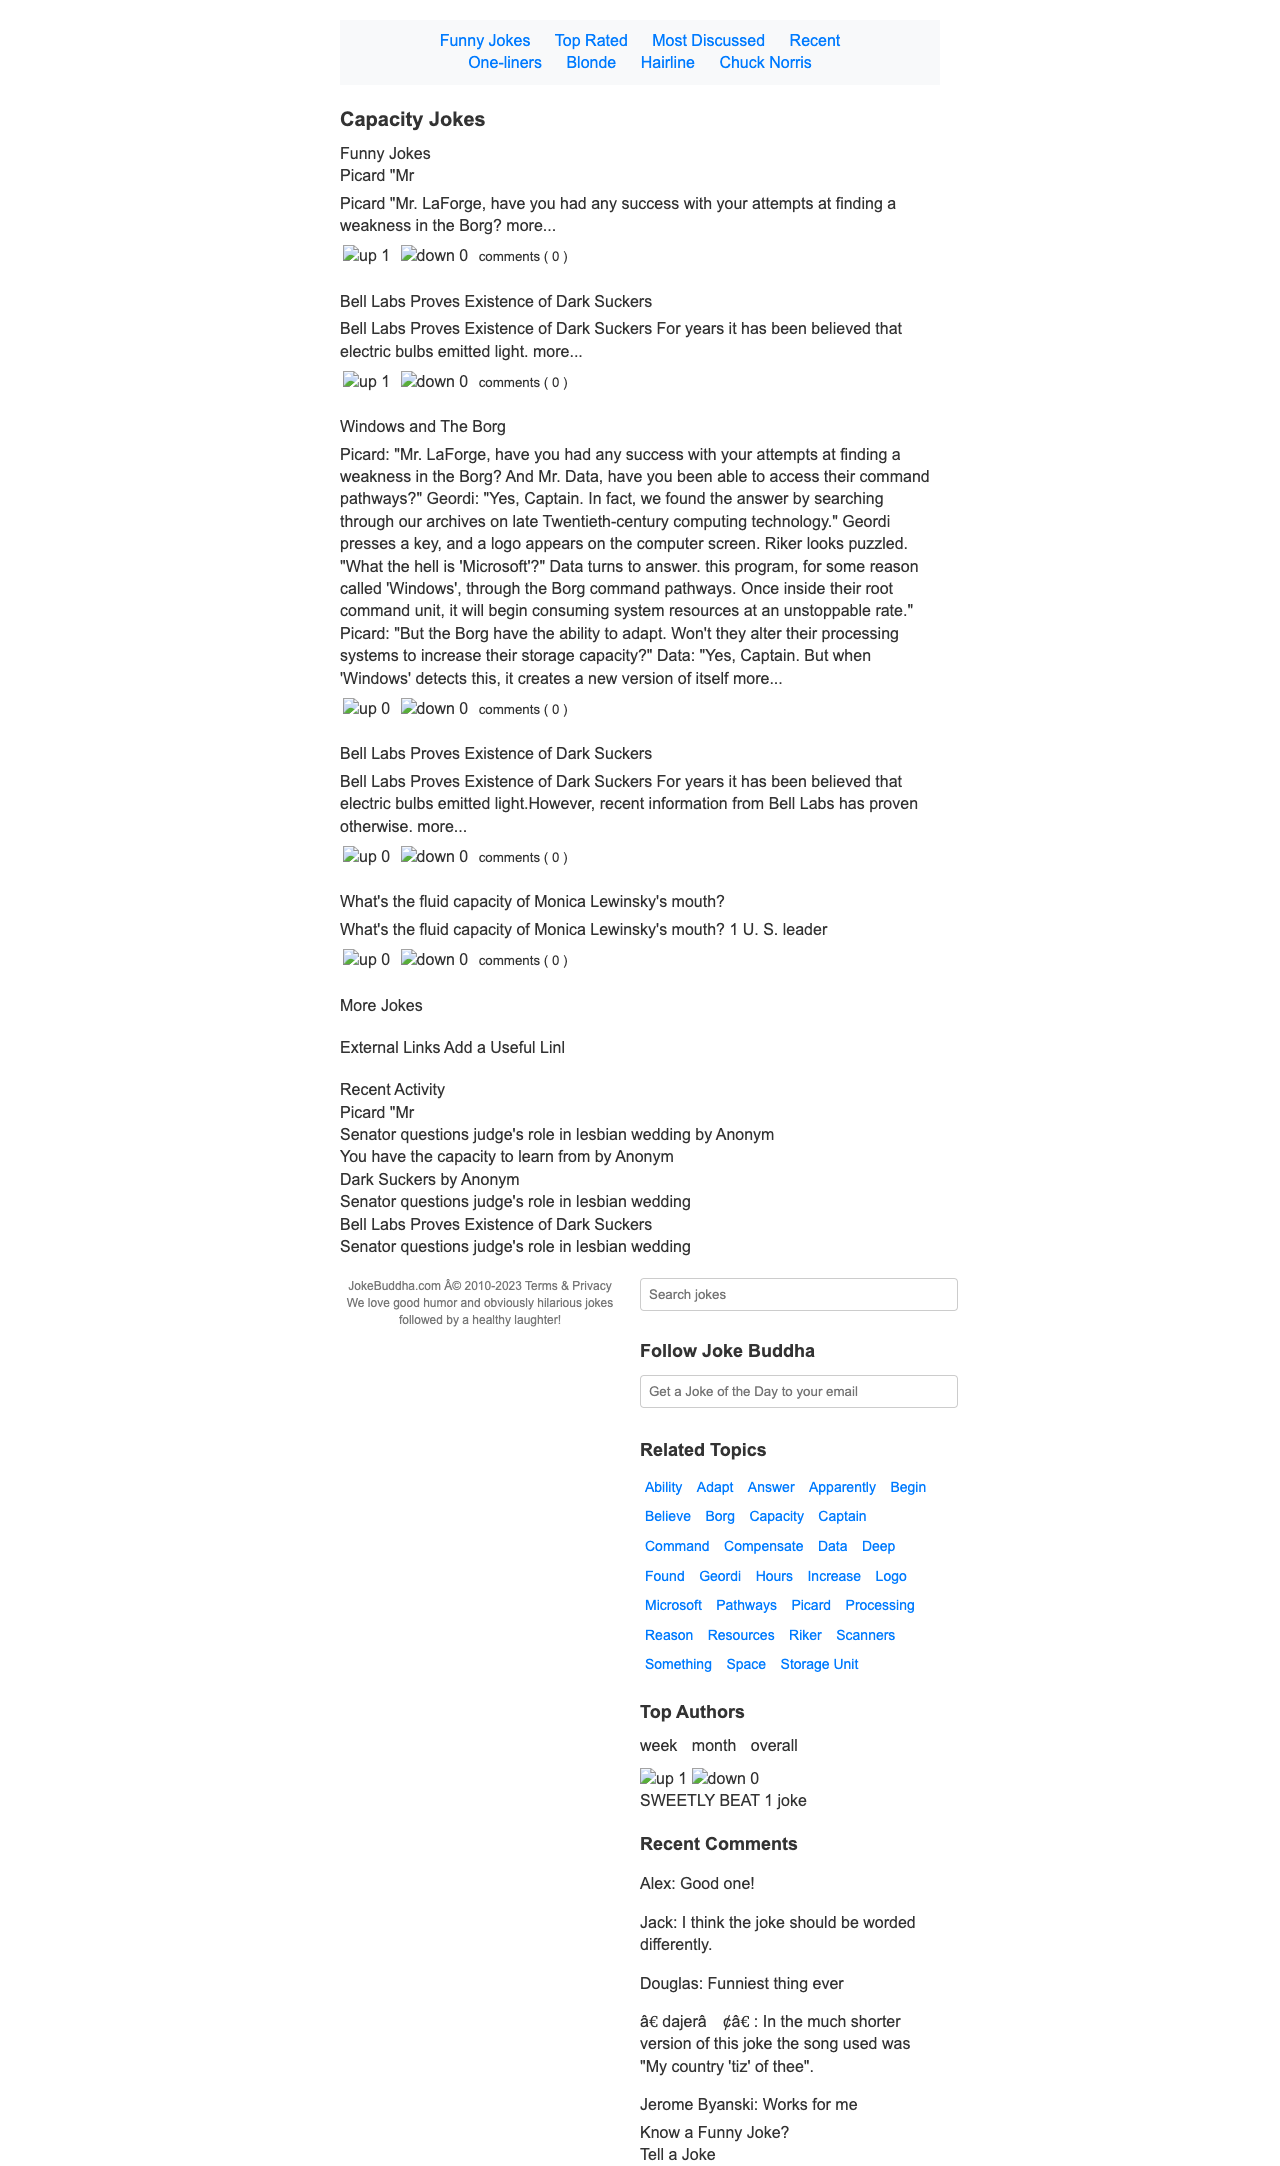 Funny Jokes Top Rated Most Discussed Recent
One-liners Blonde Hairline Chuck Norris
Capacity Jokes
Funny Jokes
Picard "Mr
Picard "Mr. LaForge, have you had any success with your attempts at finding a
weakness in the Borg? more...
up 1 down 0 comments ( 0 )
Bell Labs Proves Existence of Dark Suckers
Bell Labs Proves Existence of Dark Suckers For years it has been believed that
electric bulbs emitted light. more...
up 1 down 0 comments ( 0 )
Windows and The Borg
Picard: "Mr. LaForge, have you had any success with your attempts at finding a
weakness in the Borg? And Mr. Data, have you been able to access their command
pathways?" Geordi: "Yes, Captain. In fact, we found the answer by searching
through our archives on late Twentieth-century computing technology." Geordi
presses a key, and a logo appears on the computer screen. Riker looks puzzled.
"What the hell is 'Microsoft'?" Data turns to answer. this program, for some reason
called 'Windows', through the Borg command pathways. Once inside their root
command unit, it will begin consuming system resources at an unstoppable rate."
Picard: "But the Borg have the ability to adapt. Won't they alter their processing
systems to increase their storage capacity?" Data: "Yes, Captain. But when
'Windows' detects this, it creates a new version of itself more...
up 0 down 0 comments ( 0 )
Bell Labs Proves Existence of Dark Suckers
Bell Labs Proves Existence of Dark Suckers For years it has been believed that
electric bulbs emitted light.However, recent information from Bell Labs has proven
otherwise. more...
up 0 down 0 comments ( 0 )
What's the fluid capacity of Monica Lewinsky's mouth?
What's the fluid capacity of Monica Lewinsky's mouth? 1 U. S. leader
up 0 down 0 comments ( 0 )
More Jokes
External Links Add a Useful Linl
Recent Activity
Picard "Mr
Senator questions judge's role in lesbian wedding by Anonym
You have the capacity to learn from by Anonym
Dark Suckers by Anonym
Senator questions judge's role in lesbian wedding
Bell Labs Proves Existence of Dark Suckers
Senator questions judge's role in lesbian wedding
JokeBuddha.com Â© 2010-2023 Terms & Privacy
We love good humor and obviously hilarious jokes
followed by a healthy laughter!
Search jokes
Follow Joke Buddha
Get a Joke of the Day to your email
Related Topics
Ability Adapt Answer Apparently Begin
Believe Borg Capacity Captain
Command Compensate Data Deep
Found Geordi Hours Increase Logo
Microsoft Pathways Picard Processing
Reason Resources Riker Scanners
Something Space Storage Unit
Top Authors
week month overall
up 1 down 0
SWEETLY BEAT 1 joke
Recent Comments
Alex: Good one!
Jack: I think the joke should be worded
differently.
Douglas: Funniest thing ever
â€ dajerâ ¢â€ : In the much shorter
version of this joke the song used was
"My country 'tiz' of thee".
Jerome Byanski: Works for me
Know a Funny Joke?
Tell a Joke